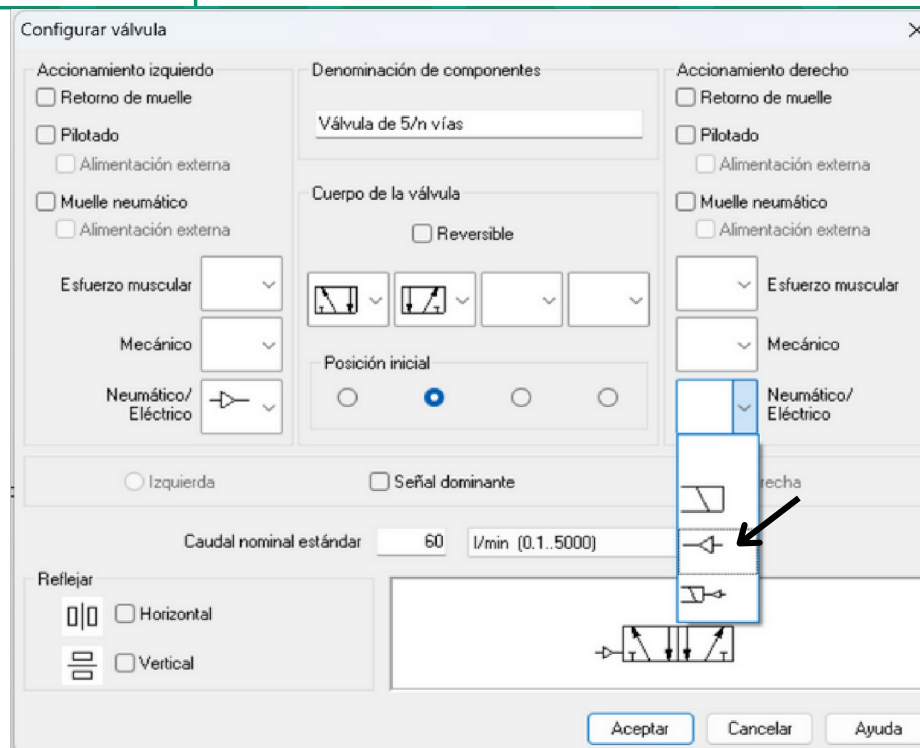 Configurar válvula
Accionamiento izquierdo
Retorno de muelle
Pilotado
Alimentación externa
Muelle neumático
Alimentación externa
Esfuerzo muscular
Mecánico
Neumático/
Eléctrico
Denominación de componentes
Válvula de 5/n vías
Cuerpo de la válvula
Reversible
Posición inicial
Accionamiento derecho
Retorno de muelle
Pilotado
Alimentación externa
Muelle neumático
Alimentación externa
Esfuerzo muscular
Mecánico
Neumático/
Eléctrico
Izquierda
Señal dominante
recha
Caudal nominal estándar 60 l/min (0.1..5000)
Reflejar
Horizontal
Vertical
Aceptar Cancelar Ayuda